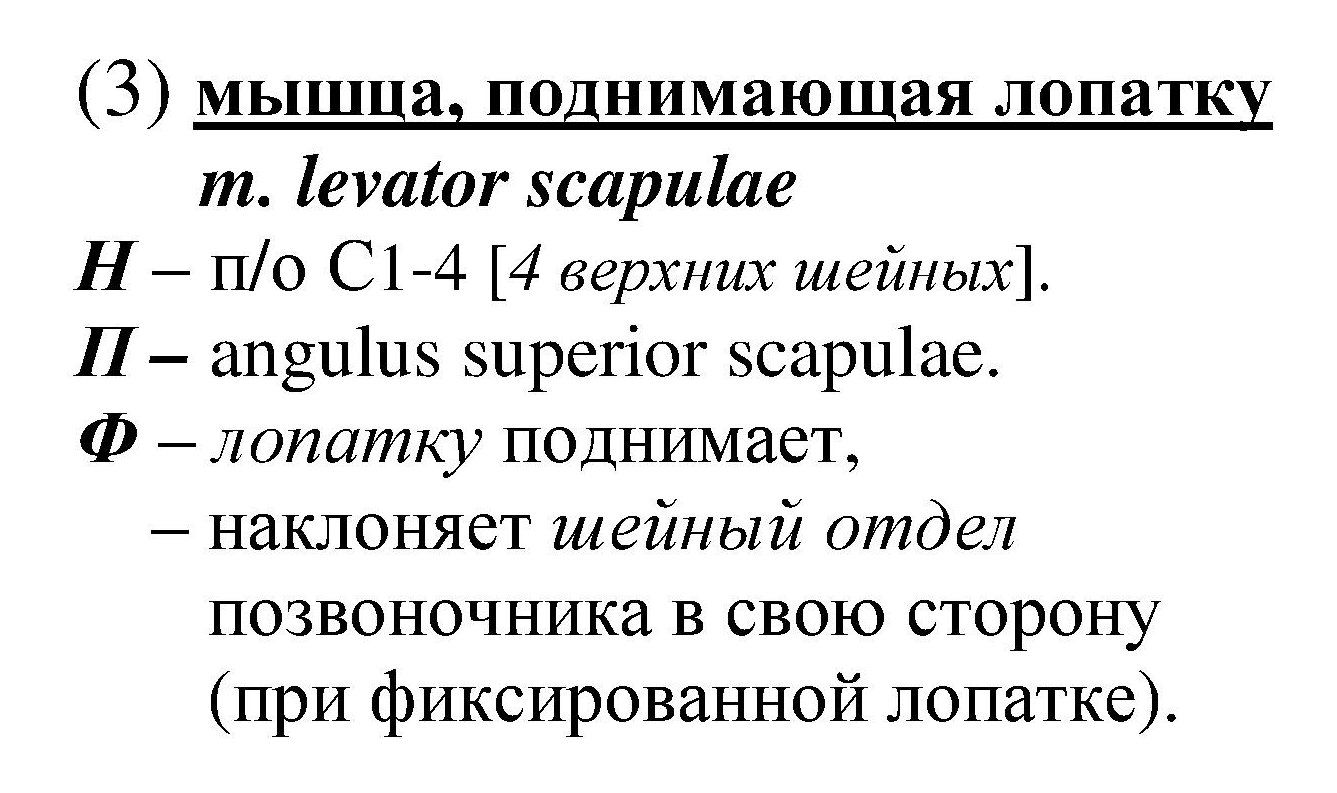 (3) мышца, поднимающая лопатку
m. levator scapulae
Н – п/о С1-4 [4 верхних шейных].
П – angulus superior scapulae.
Ф – лопатку поднимает,
– наклоняет шейный отдел
позвоночника в свою сторону
(при фиксированной лопатке).